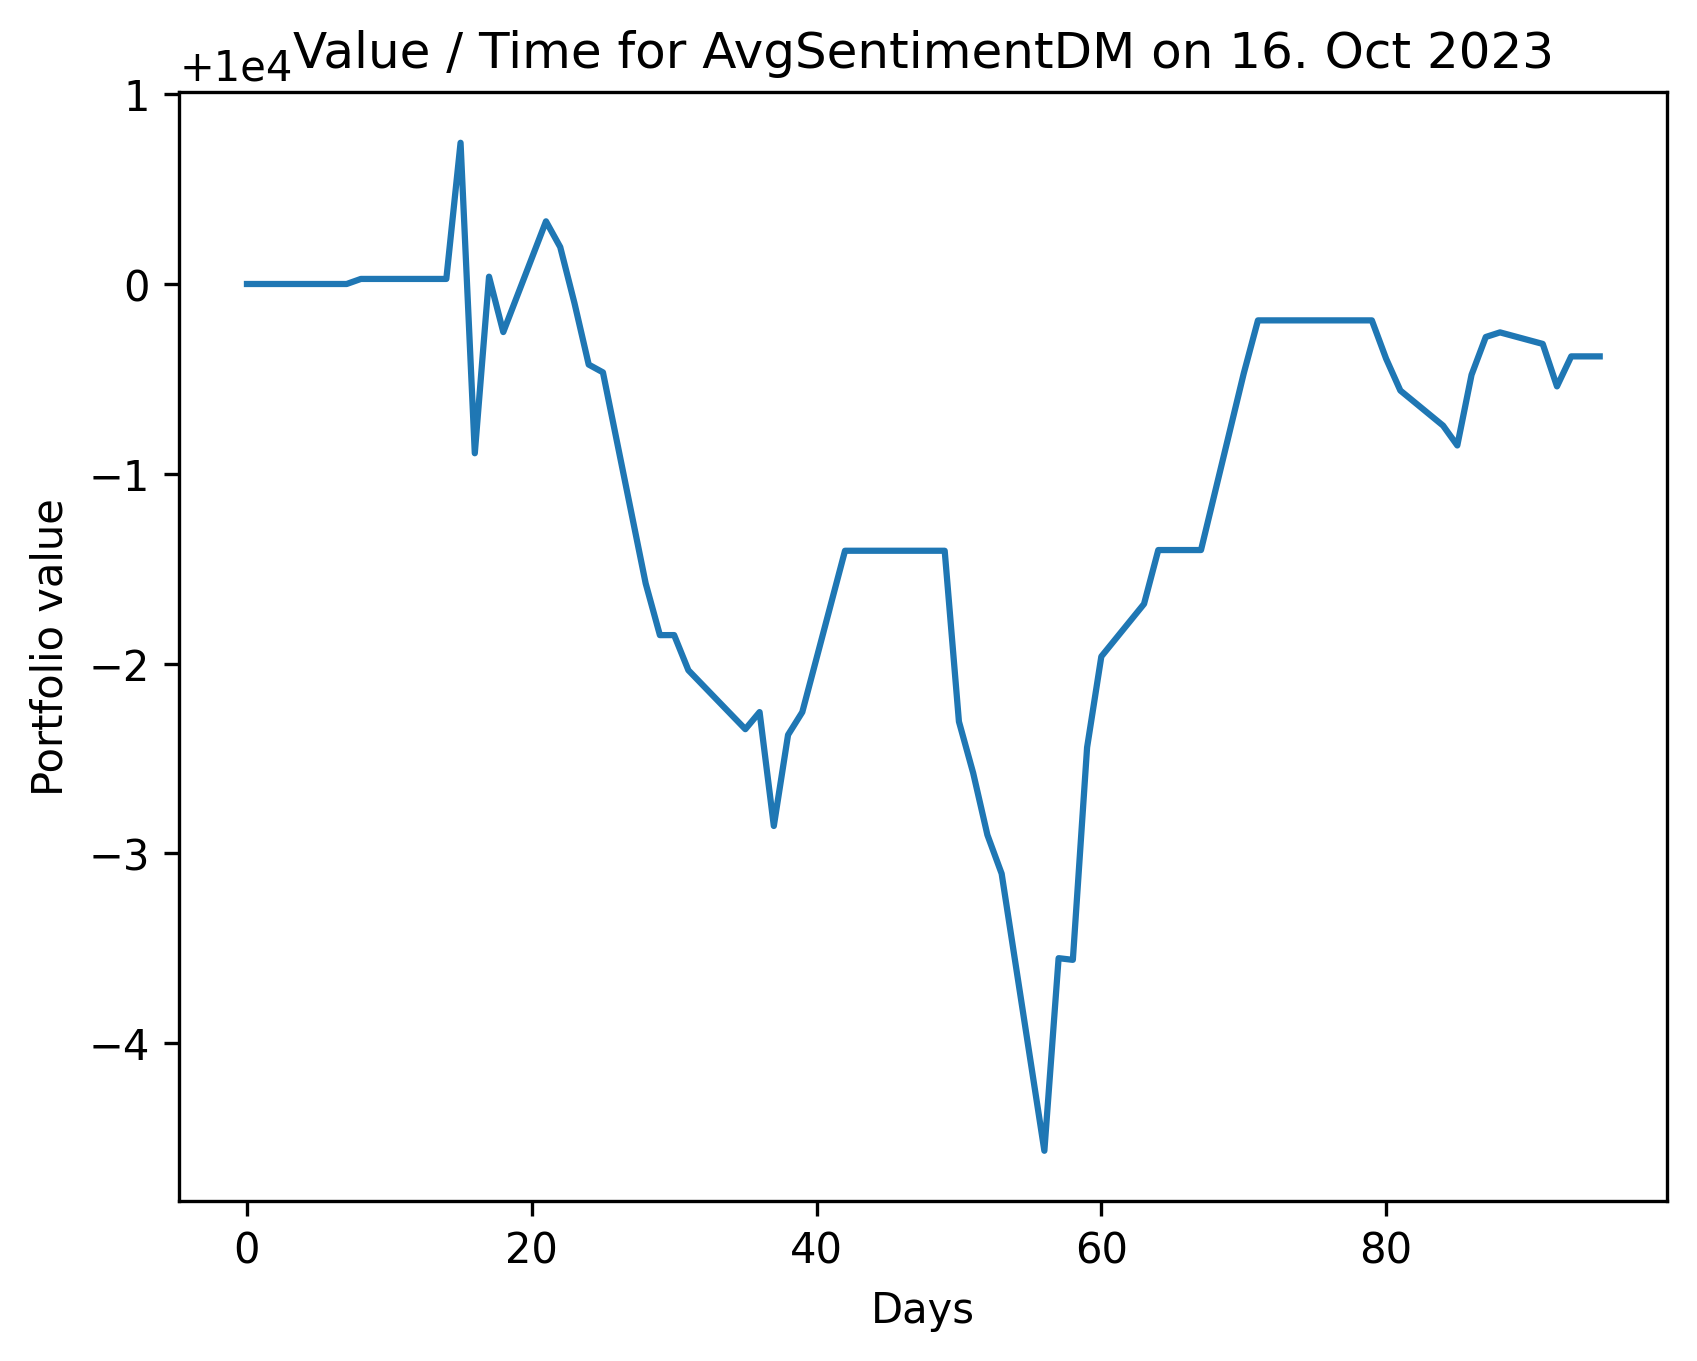 Value / Time for AvgSentimentDM on 16. Oct 2023
+1e4
1
0
−1
−2
−3
−4
Portfolio value
0 20 40 60 80
Days